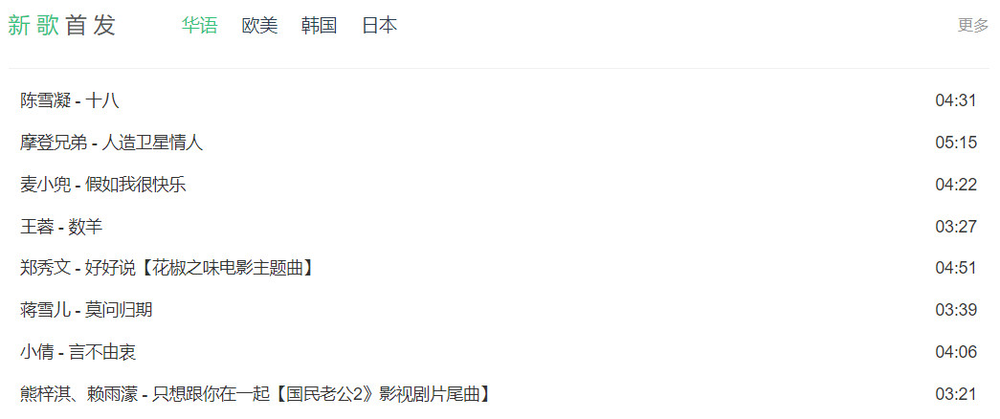 新歌首发 华语 欧美 韩国 日本 更多
陈雪凝 - 十八 04:31
摩登兄弟 - 人造卫星情人 05:15
麦小兜 - 假如我很快乐 04:22
王蓉 - 数羊 03:27
郑秀文 - 好好说【花椒之味电影主题曲】 04:51
蒋雪儿 - 莫问归期 03:39
小倩 - 言不由衷 04:06
熊梓淇、赖雨濛 - 只想跟你在一起【国民老公2》影视剧片尾曲】 03:21